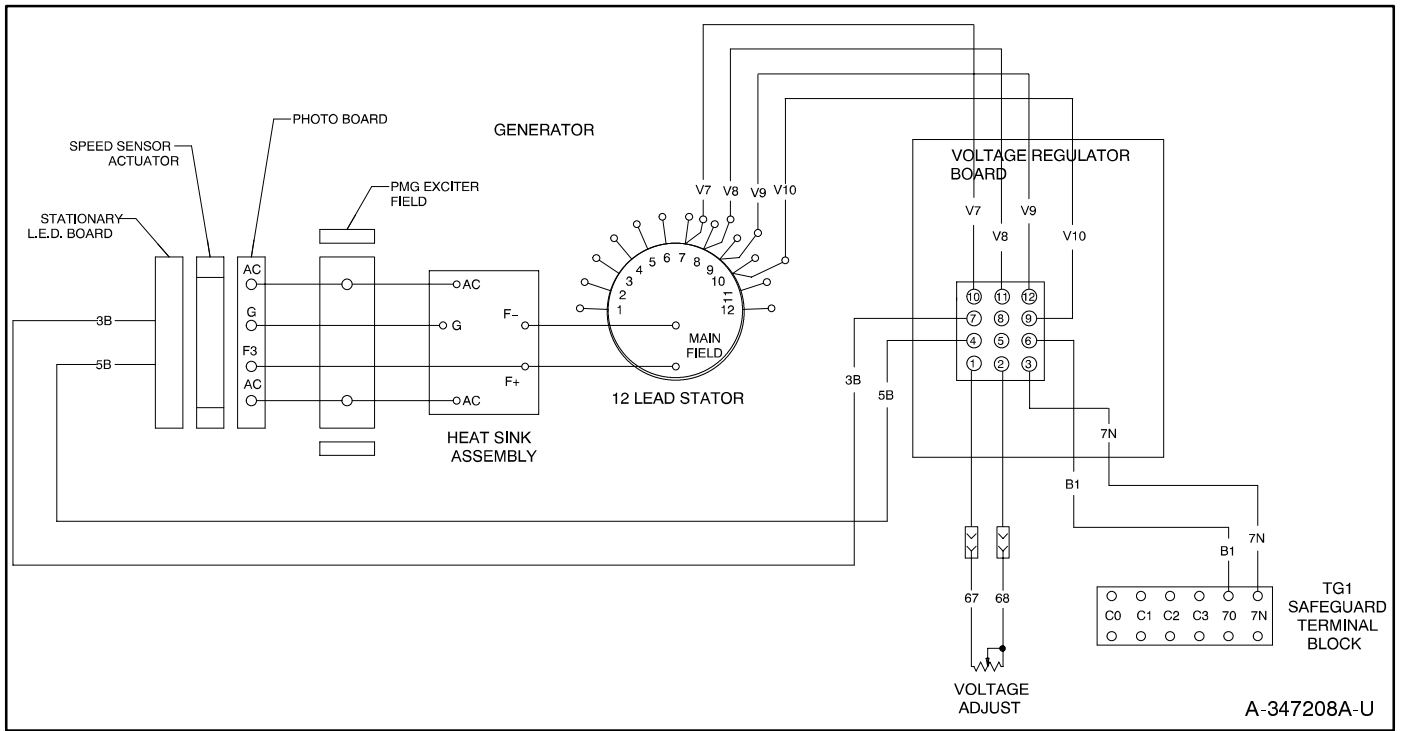 PHOTO BOARD
GENERATOR
SPEED SENSOR
ACTUATOR
PMG EXCITER
FIELD
STATIONARY
L.E.D. BOARD
VOLTAGE REGULATOR
BOARD
V7 V8 V9 V10
V7 V9
V8 V10
AC
G
F3
AC
AC
G
F–
F+
AC
1 2 3 4 5 6 7 8 9 10 11 12
MAIN
FIELD
12 LEAD STATOR
HEAT SINK
ASSEMBLY
3B
5B
10 11 12
7 8 9
4 5 6
1 2 3
3B
5B
7N
B1
7N
B1
67 68
C0 C1 C2 C3 70 7N
TG1
SAFEGUARD
TERMINAL
BLOCK
VOLTAGE
ADJUST
A-347208A-U